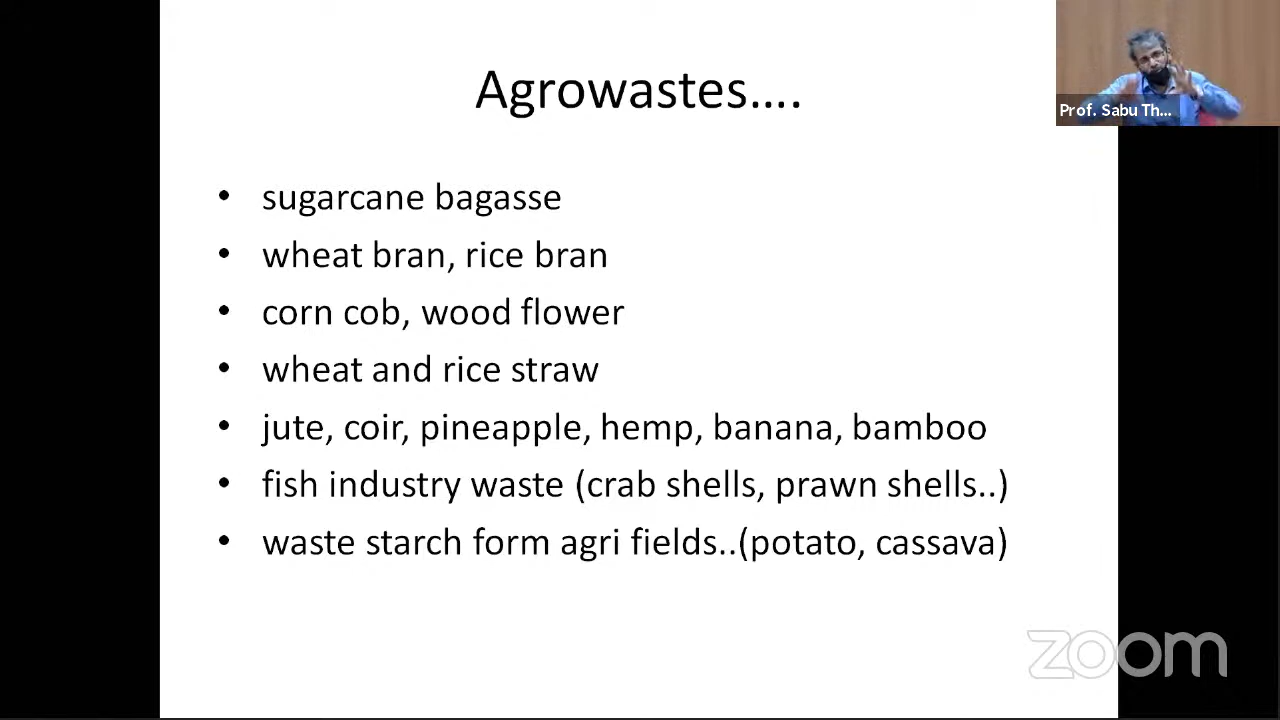 Agrowastes....
Prof. Sabu Th...
• sugarcane bagasse
• wheat bran, rice bran
• corn cob, wood flower
• wheat and rice straw
• jute, coir, pineapple, hemp, banana, bamboo
• fish industry waste (crab shells, prawn shells..)
• waste starch form agri fields..(potato, cassava)
zoom